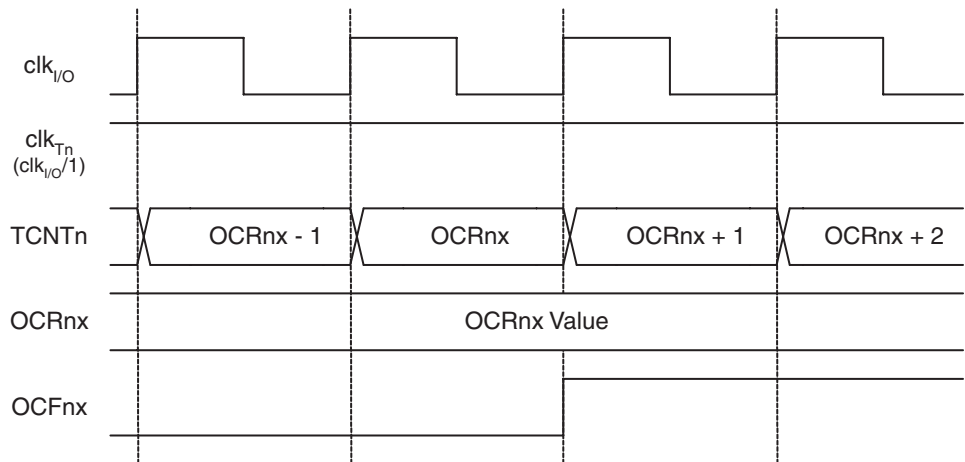 clkI/O
clkTn
(clkI/O/1)
TCNTn
OCRnx - 1
OCRnx
OCRnx + 1
OCRnx + 2
OCRnx
OCRnx Value
OCFnx